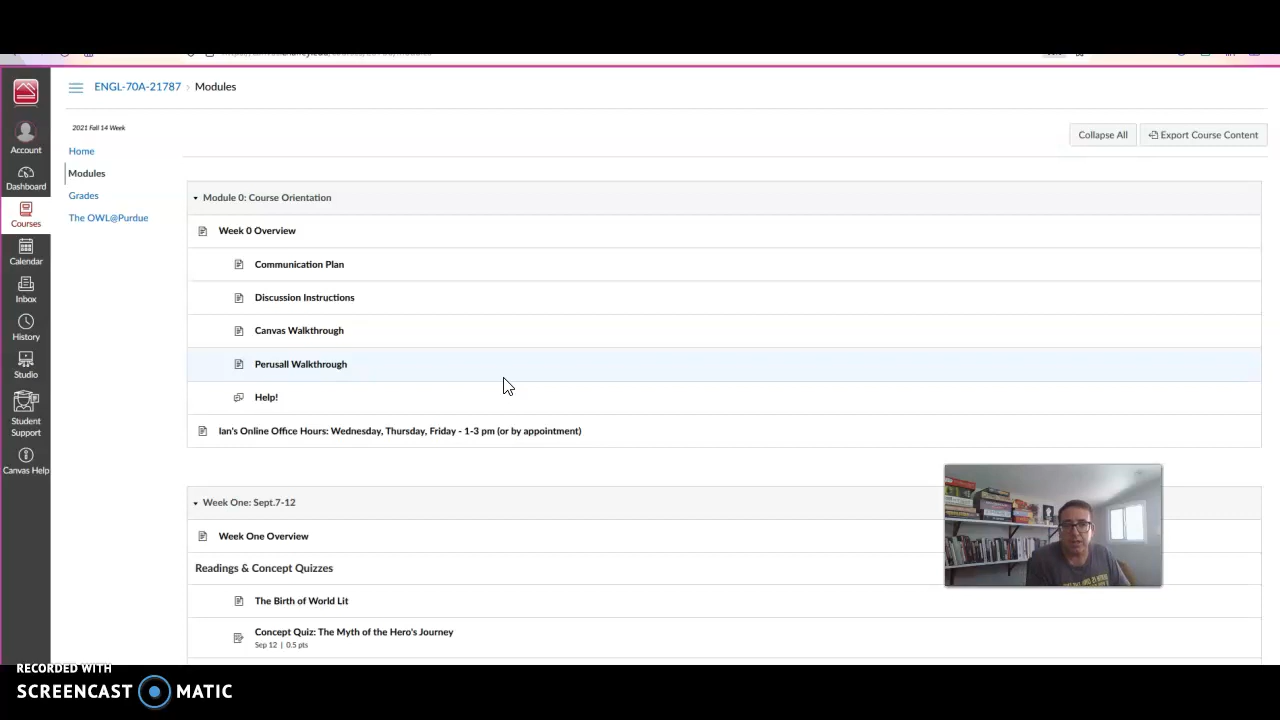 ENGL-70A-21787 › Modules
2021 Fall 14 Week
Collapse All
Export Course Content
Account
Dashboard
Courses
Calendar
Inbox
History
Studio
Student Support
Canvas Help
Home
Modules
Grades
The OWL@Purdue
Module 0: Course Orientation
Week 0 Overview
Communication Plan
Discussion Instructions
Canvas Walkthrough
Perusall Walkthrough
Help!
Ian's Online Office Hours: Wednesday, Thursday, Friday - 1-3 pm (or by appointment)
Week One: Sept.7-12
Week One Overview
Readings & Concept Quizzes
The Birth of World Lit
Concept Quiz: The Myth of the Hero's Journey
Sep 12 | 0.5 pts
RECORDED WITH
SCREENCAST MATIC